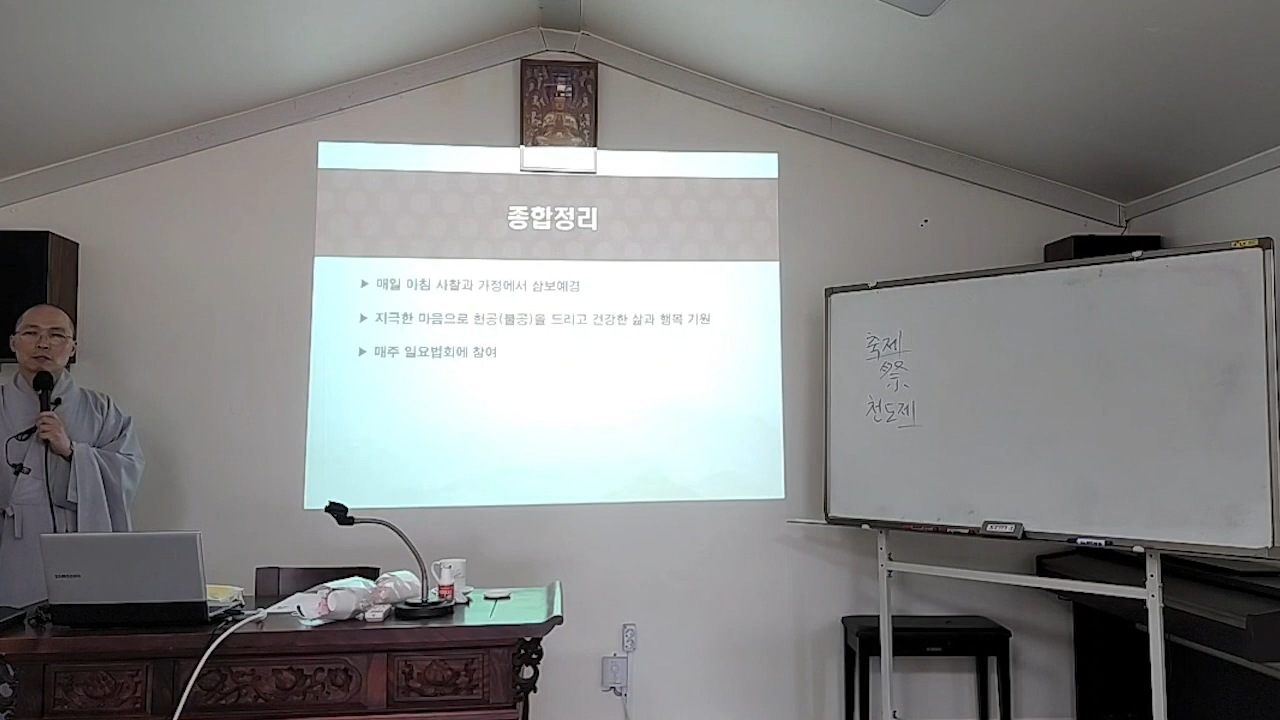 종합정리
▶ 매일 아침 사찰과 가정에서 삼보예경
▶ 지극한 마음으로 헌공(불공)을 드리고 건강한 삶과 행복 기원
▶ 매주 일요법회에 참여
축제
祭
천도제
SAMSUNG